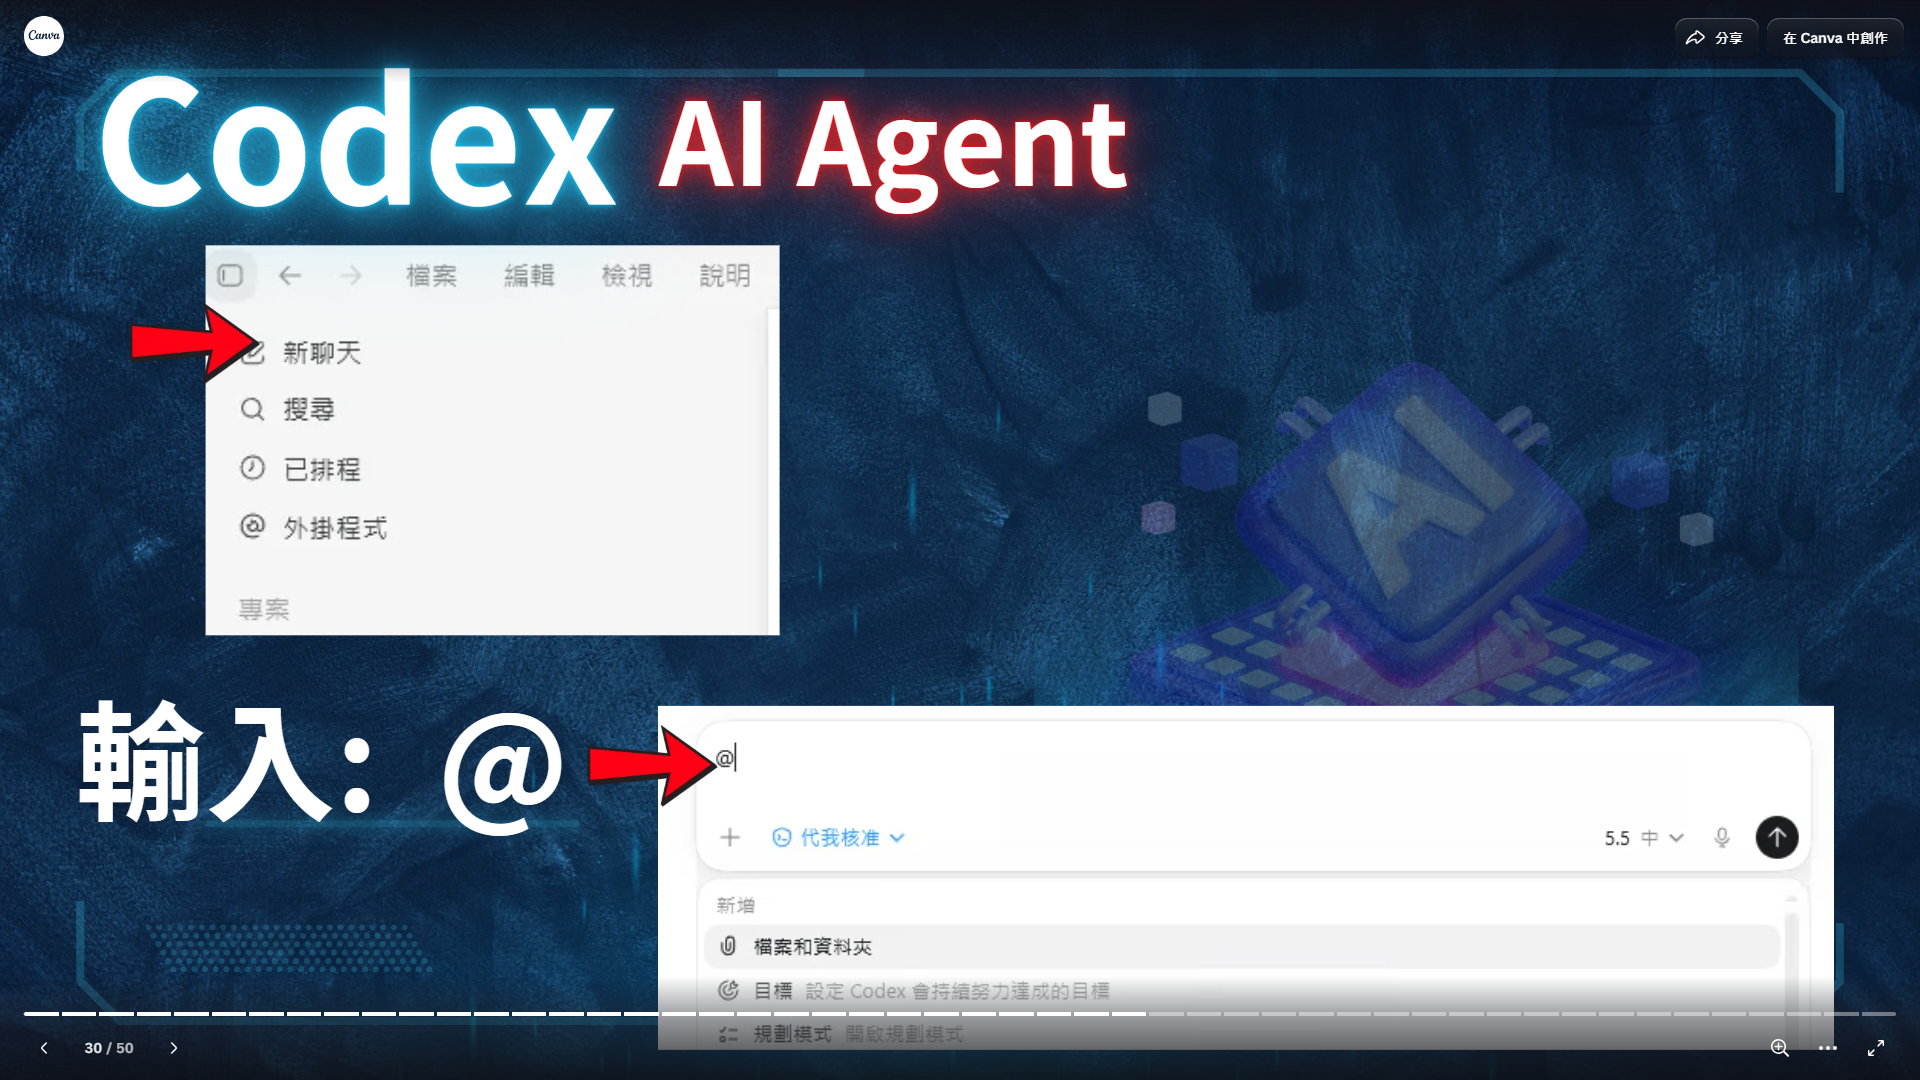 Canva
分享
在 Canva 中創作
Codex AI Agent
檔案 編輯 檢視 說明
新聊天
搜尋
已排程
外掛程式
專案
輸入: @
@
代我核准
5.5 中
新增
檔案和資料夾
目標 設定 Codex 會持續努力達成的目標
規劃模式 開啟規劃模式
30 / 50
AI